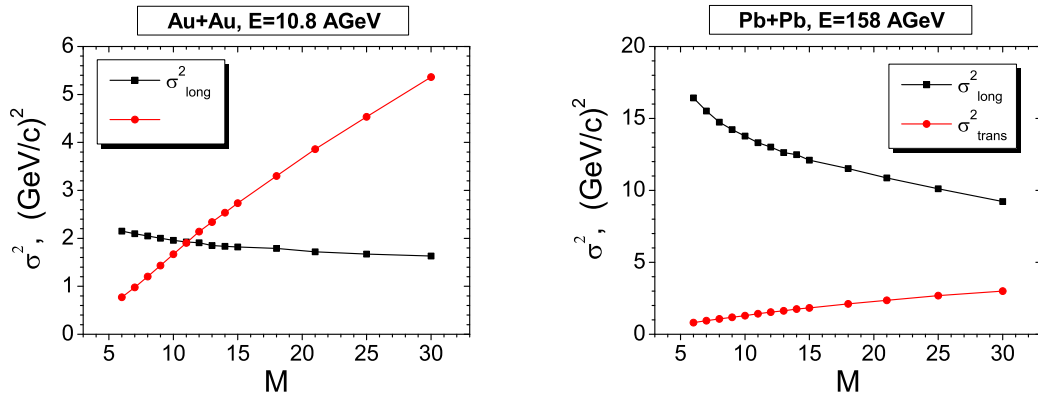 Au+Au, E=10.8 AGeV
6
5
4
3
2
1
0
σ², (GeV/c)²
σ²long
5 10 15 20 25 30
M
Pb+Pb, E=158 AGeV
20
15
10
5
0
σ², (GeV/c)²
σ²long
σ²trans
5 10 15 20 25 30
M